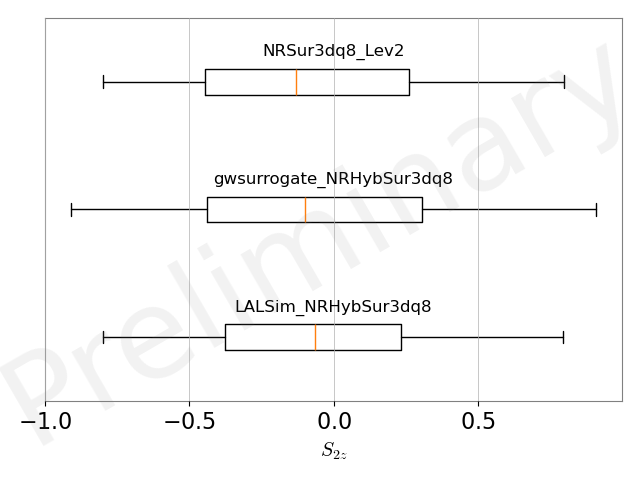 NRSur3dq8_Lev2
gwsurrogate_NRHybSur3dq8
LALSim_NRHybSur3dq8
Preliminary
−1.0 −0.5 0.0 0.5
S₂z